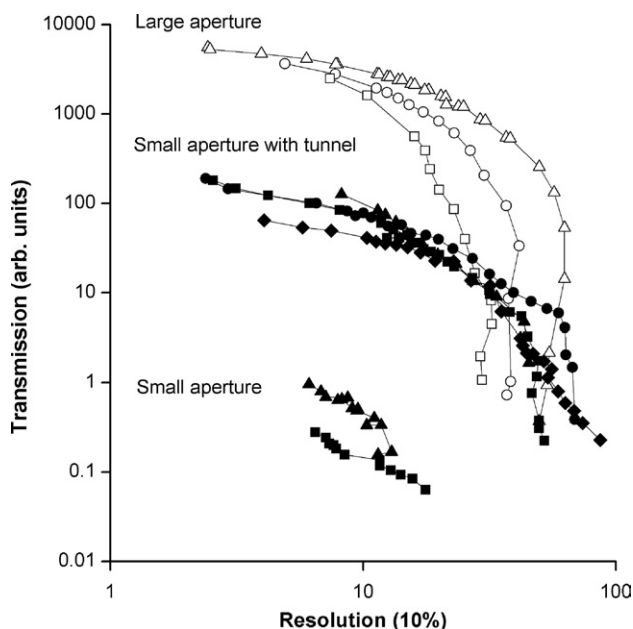 Large aperture
Small aperture with tunnel
Small aperture
Transmission (arb. units)
10000
1000
100
10
1
0.1
0.01
1
10
100
Resolution (10%)